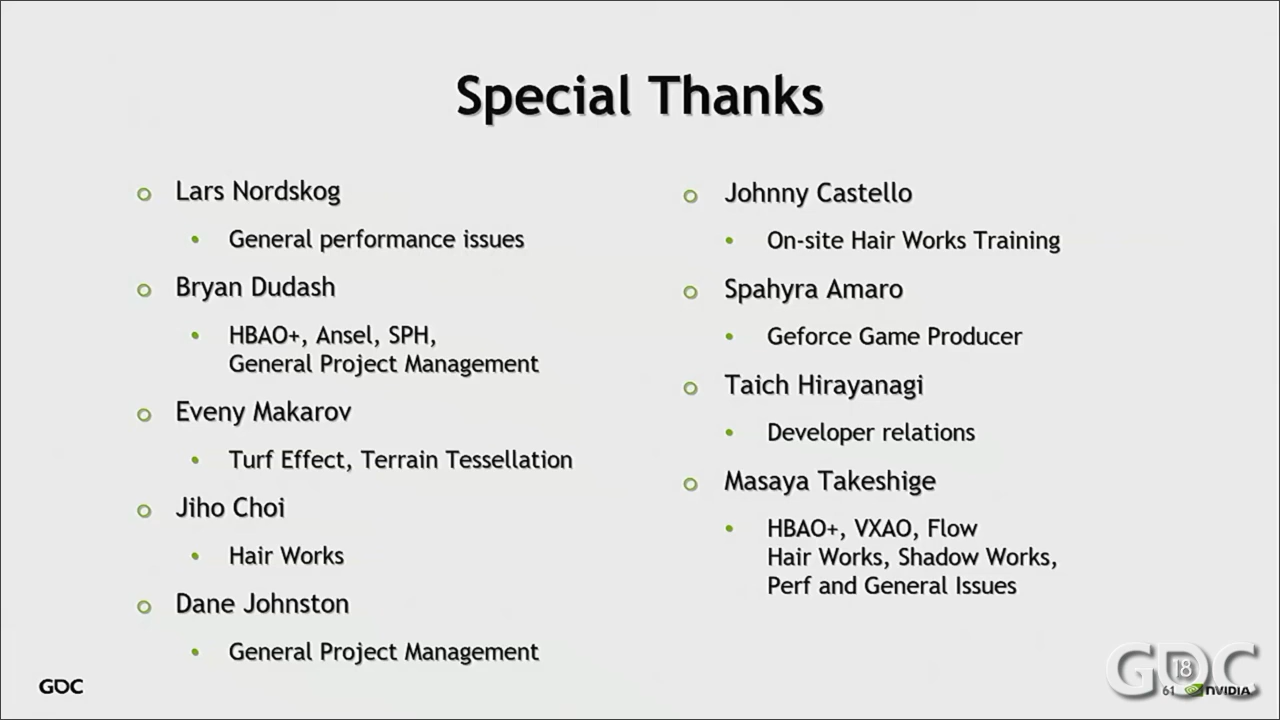 Special Thanks
Lars Nordskog
General performance issues
Bryan Dudash
HBAO+, Ansel, SPH,
General Project Management
Eveny Makarov
Turf Effect, Terrain Tessellation
Jiho Choi
Hair Works
Dane Johnston
General Project Management
Johnny Castello
On-site Hair Works Training
Spahyra Amaro
Geforce Game Producer
Taich Hirayanagi
Developer relations
Masaya Takeshige
HBAO+, VXAO, Flow
Hair Works, Shadow Works,
Perf and General Issues
GDC
GDC
18
61
NVIDIA